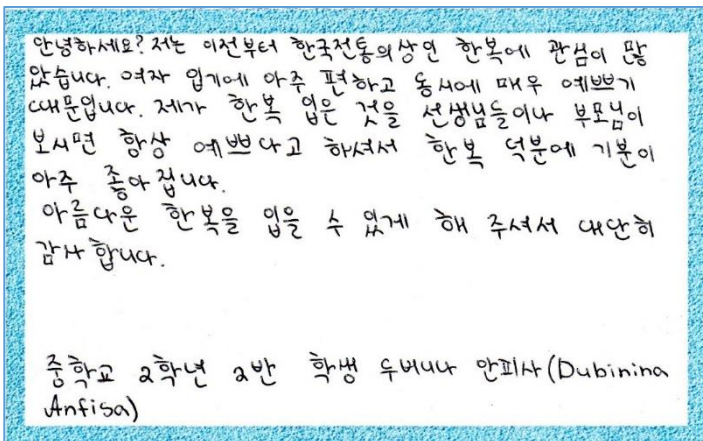 안녕하세요? 저는 이전부터 한국전통의상인 한복에 관심이 많
았습니다. 여자 입기에 아주 편하고 동시에 매우 예쁘기
때문입니다. 제가 한복 입은 것을 선생님들이나 부모님이
보시면 항상 예쁘다고 하셔서 한복 덕분에 기분이
아주 좋아집니다.
아름다운 한복을 입을 수 있게 해 주셔서 대단히
감사합니다.
중학교 2학년 2반 학생 두버니나 안피사(Dubinina
Anfisa)